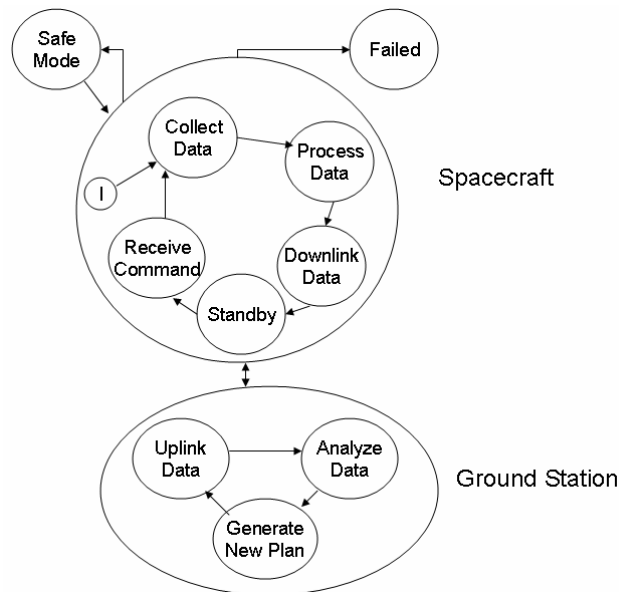 Safe
Mode
Failed
Collect
Data
Process
Data
Spacecraft
I
Receive
Command
Downlink
Data
Standby
Uplink
Data
Analyze
Data
Ground Station
Generate
New Plan